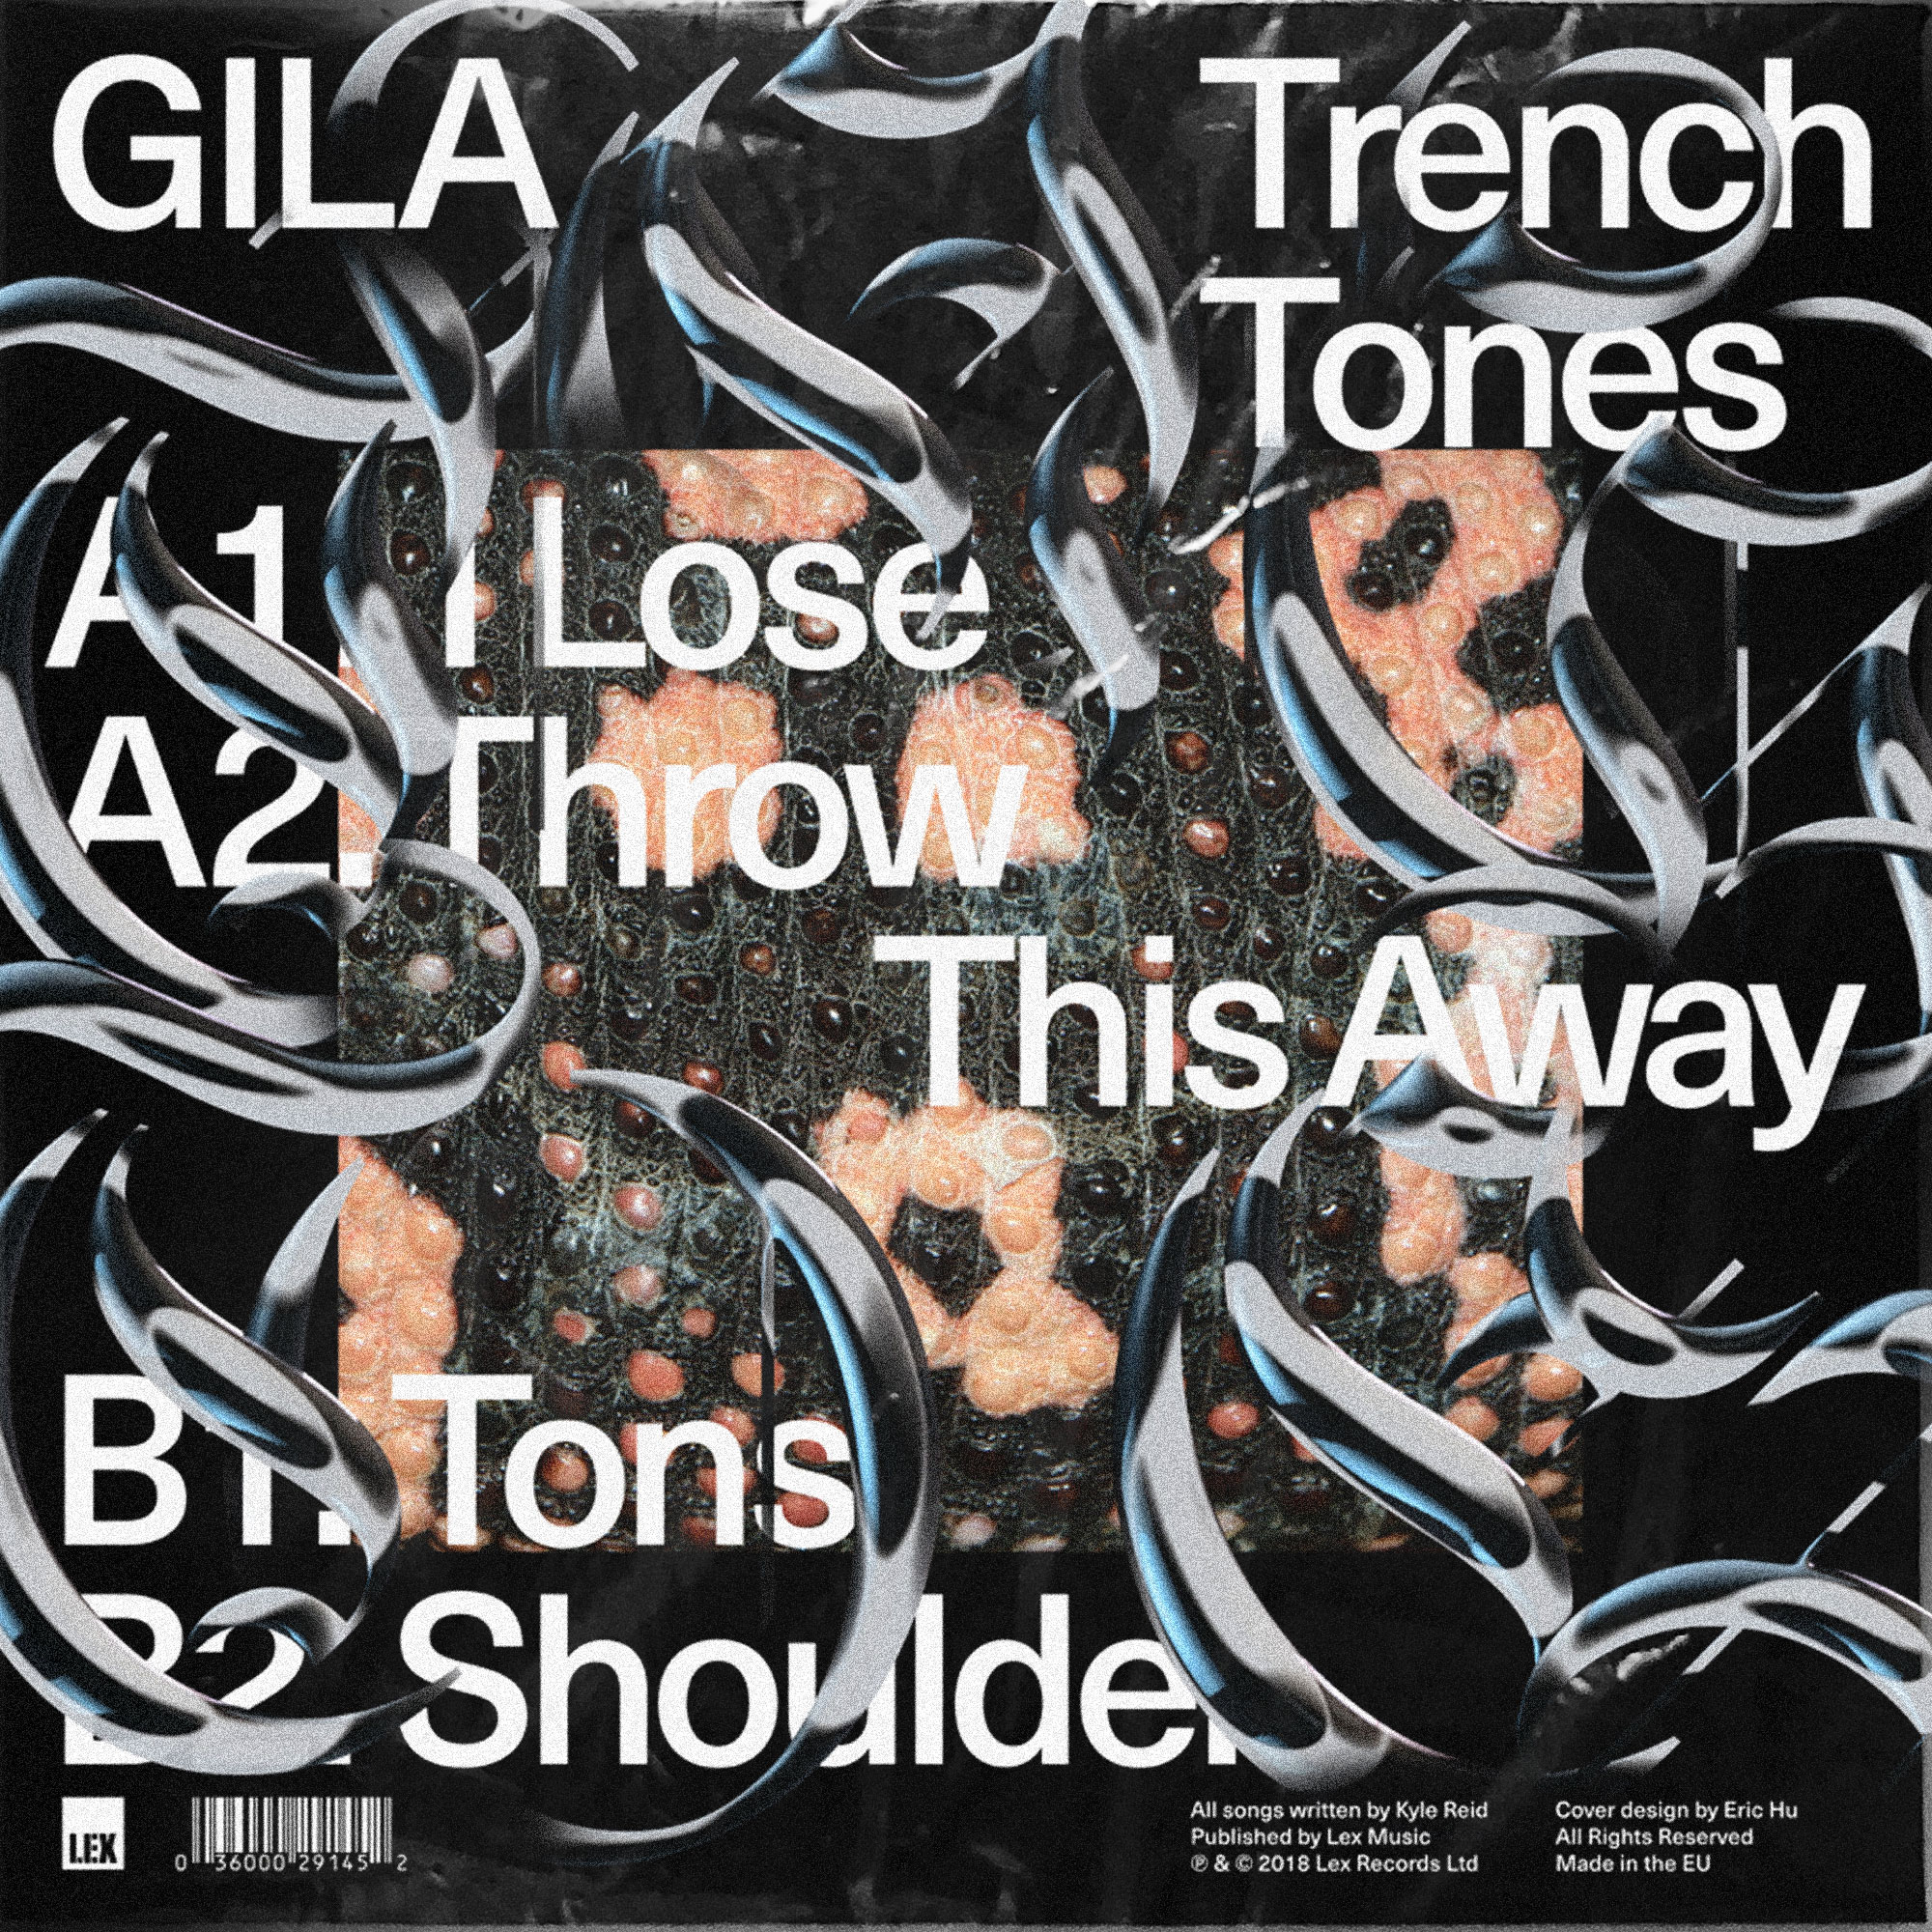 GILA
Trench
Tones
A1. I Lose
A2. Throw
This Away
B1. Tons
B2. Shoulder
LEX
0 36000 29145 2
All songs written by Kyle Reid
Published by Lex Music
℗ & © 2018 Lex Records Ltd
Cover design by Eric Hu
All Rights Reserved
Made in the EU